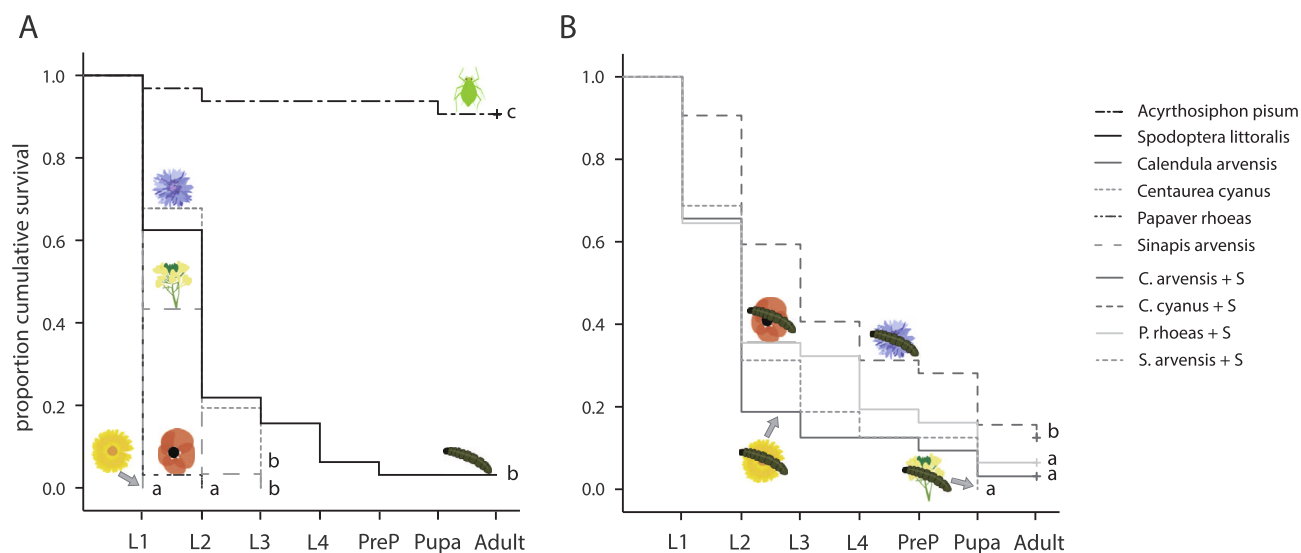 A
B
proportion cumulative survival
1.0
0.8
0.6
0.4
0.2
0.0
c
b
b
b
a
a
L1 L2 L3 L4 PreP Pupa Adult
1.0
0.8
0.6
0.4
0.2
0.0
b
a
a
a
L1 L2 L3 L4 PreP Pupa Adult
Acyrthosiphon pisum
Spodoptera littoralis
Calendula arvensis
Centaurea cyanus
Papaver rhoeas
Sinapis arvensis
C. arvensis + S
C. cyanus + S
P. rhoeas + S
S. arvensis + S